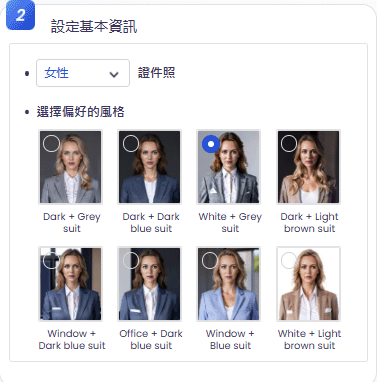 2
設定基本資訊
女性 證件照
選擇偏好的風格
Dark + Grey
suit
Dark + Dark
blue suit
White + Grey
suit
Dark + Light
brown suit
Window +
Dark blue suit
Office + Dark
blue suit
Window +
Blue suit
White + Light
brown suit